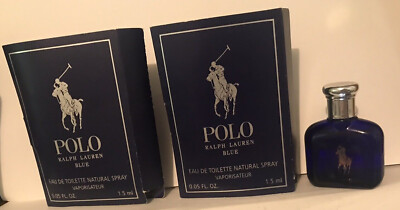 POLO
RALPH LAUREN
BLUE
EAU DE TOILETTE NATURAL SPRAY
VAPORISATEUR
0.05 FL. OZ. 1.5 ml
POLO
RALPH LAUREN
BLUE
EAU DE TOILETTE NATURAL SPRAY
VAPORISATEUR
0.05 FL. OZ. 1.5 ml